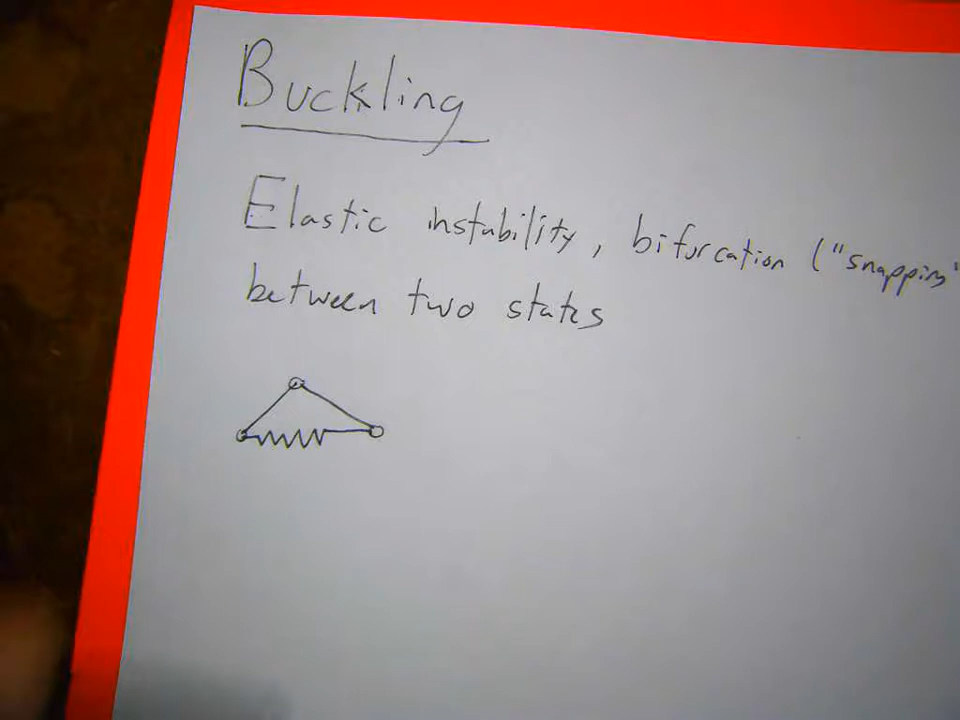 Buckling
Elastic instability, bifurcation ("snapping"
between two states